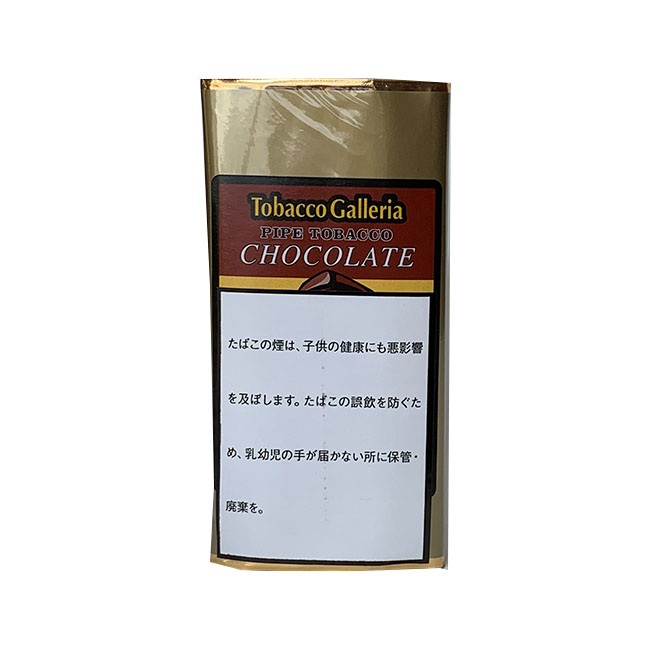 Tobacco Galleria
PIPE TOBACCO
CHOCOLATE
たばこの煙は、子供の健康にも悪影響
を及ぼします。たばこの誤飲を防ぐた
め、乳幼児の手が届かない所に保管・
廃棄を。